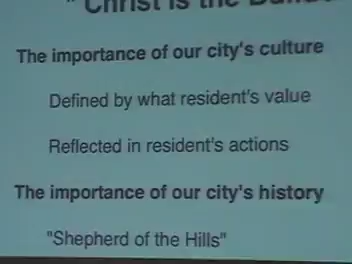 " Christ is the
The importance of our city's culture
Defined by what resident's value
Reflected in resident's actions
The importance of our city's history
"Shepherd of the Hills"